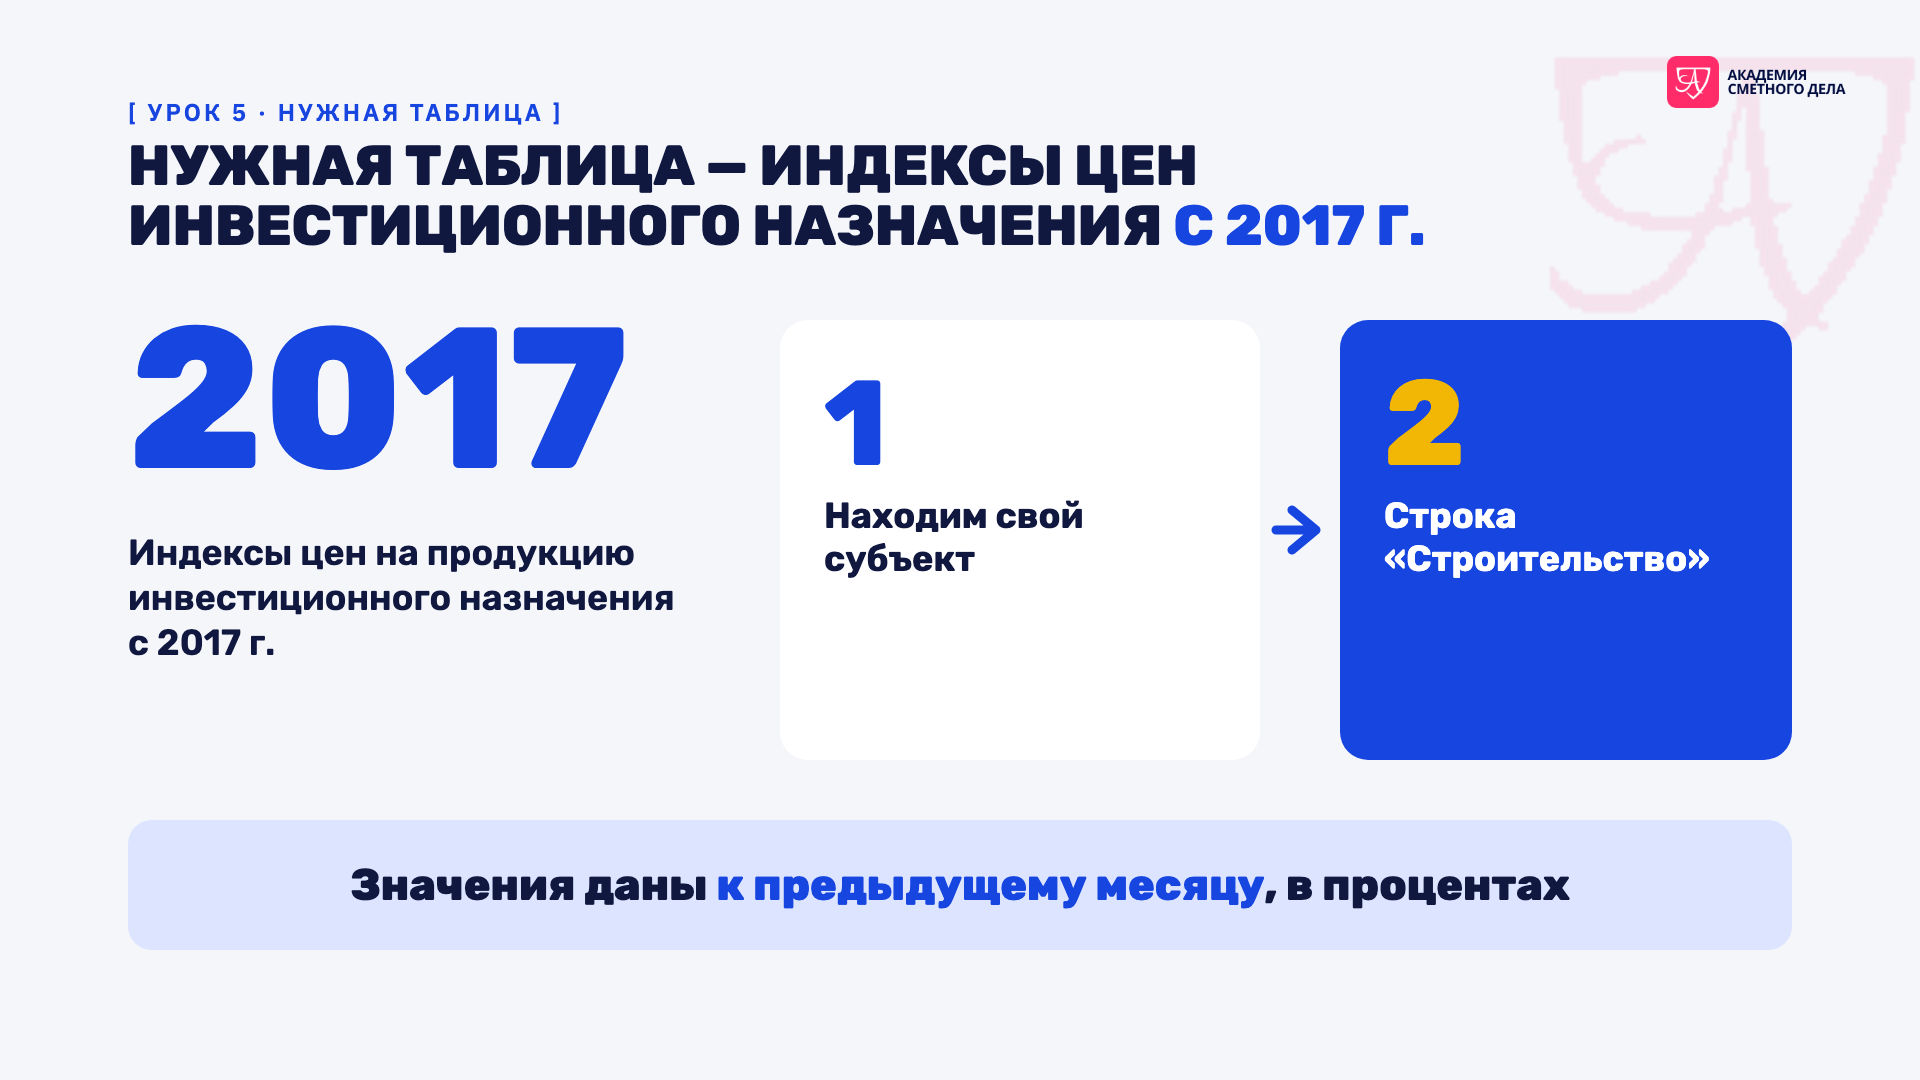 АКАДЕМИЯ
СМЕТНОГО ДЕЛА
[ УРОК 5 · НУЖНАЯ ТАБЛИЦА ]
НУЖНАЯ ТАБЛИЦА — ИНДЕКСЫ ЦЕН
ИНВЕСТИЦИОННОГО НАЗНАЧЕНИЯ С 2017 Г.
2017
Индексы цен на продукцию
инвестиционного назначения
с 2017 г.
1
Находим свой
субъект
2
Строка
«Строительство»
Значения даны к предыдущему месяцу, в процентах